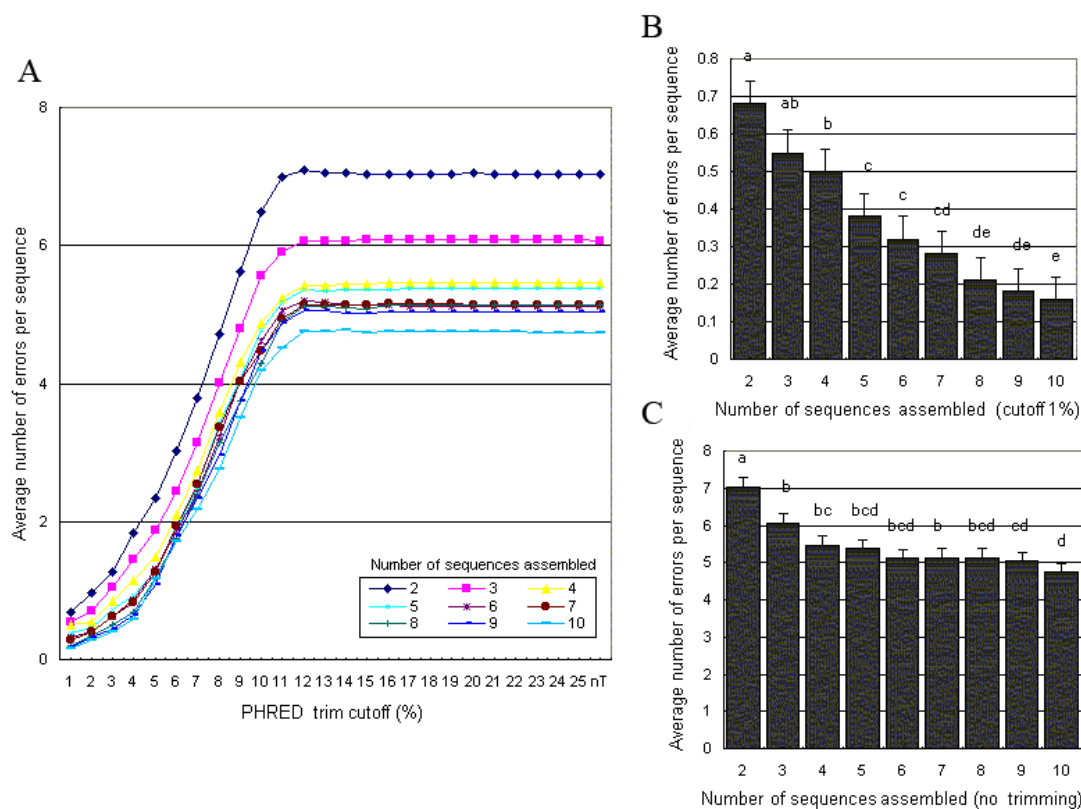 A
8
6
4
2
0
Average number of errors per sequence
1 2 3 4 5 6 7 8 9 10 11 12 13 14 15 16 17 18 19 20 21 22 23 24 25 nT
PHRED trim cutoff (%)
Number of sequences assembled
2 3 4
5 6 7
8 9 10
B
0.8
0.7
0.6
0.5
0.4
0.3
0.2
0.1
0
Average number of errors per sequence
a ab b c c cd de de e
2 3 4 5 6 7 8 9 10
Number of sequences assembled (cutoff 1%)
C
8
7
6
5
4
3
2
1
0
Average number of errors per sequence
a b bc bcd bcd b bcd cd d
2 3 4 5 6 7 8 9 10
Number of sequences assembled (no trimming)